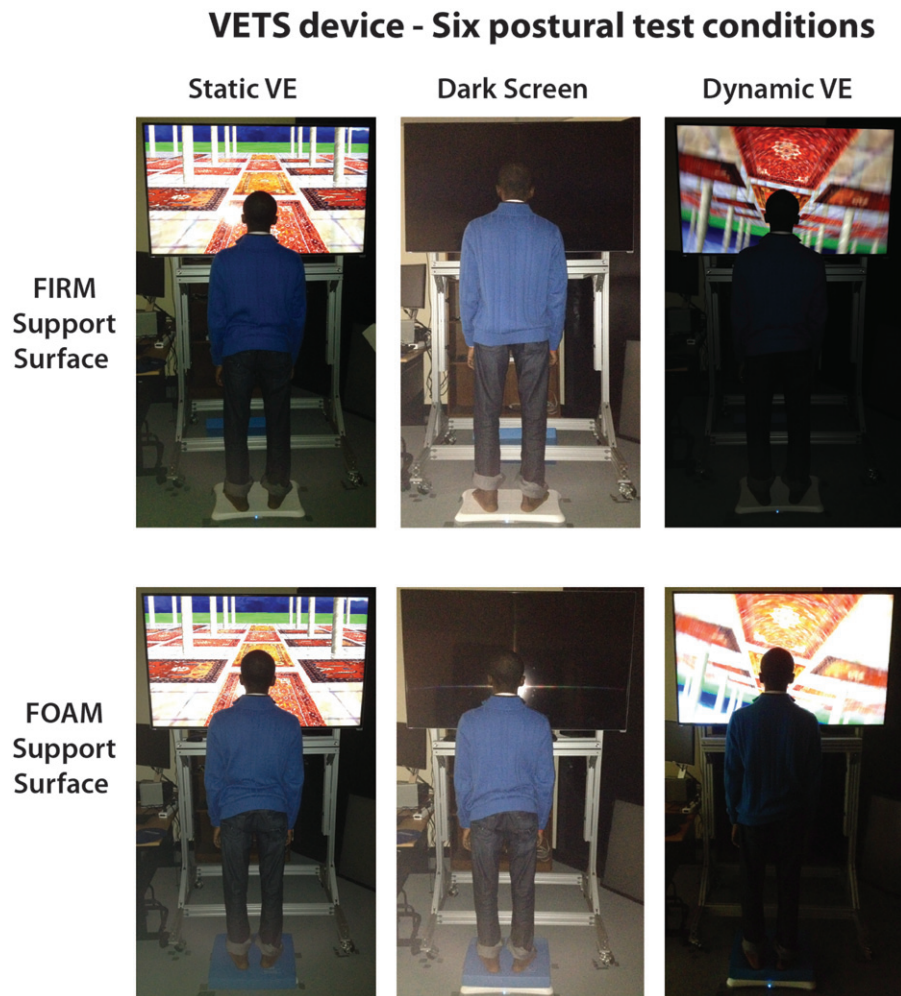 VETS device - Six postural test conditions
Static VE
Dark Screen
Dynamic VE
FIRM
Support
Surface
FOAM
Support
Surface